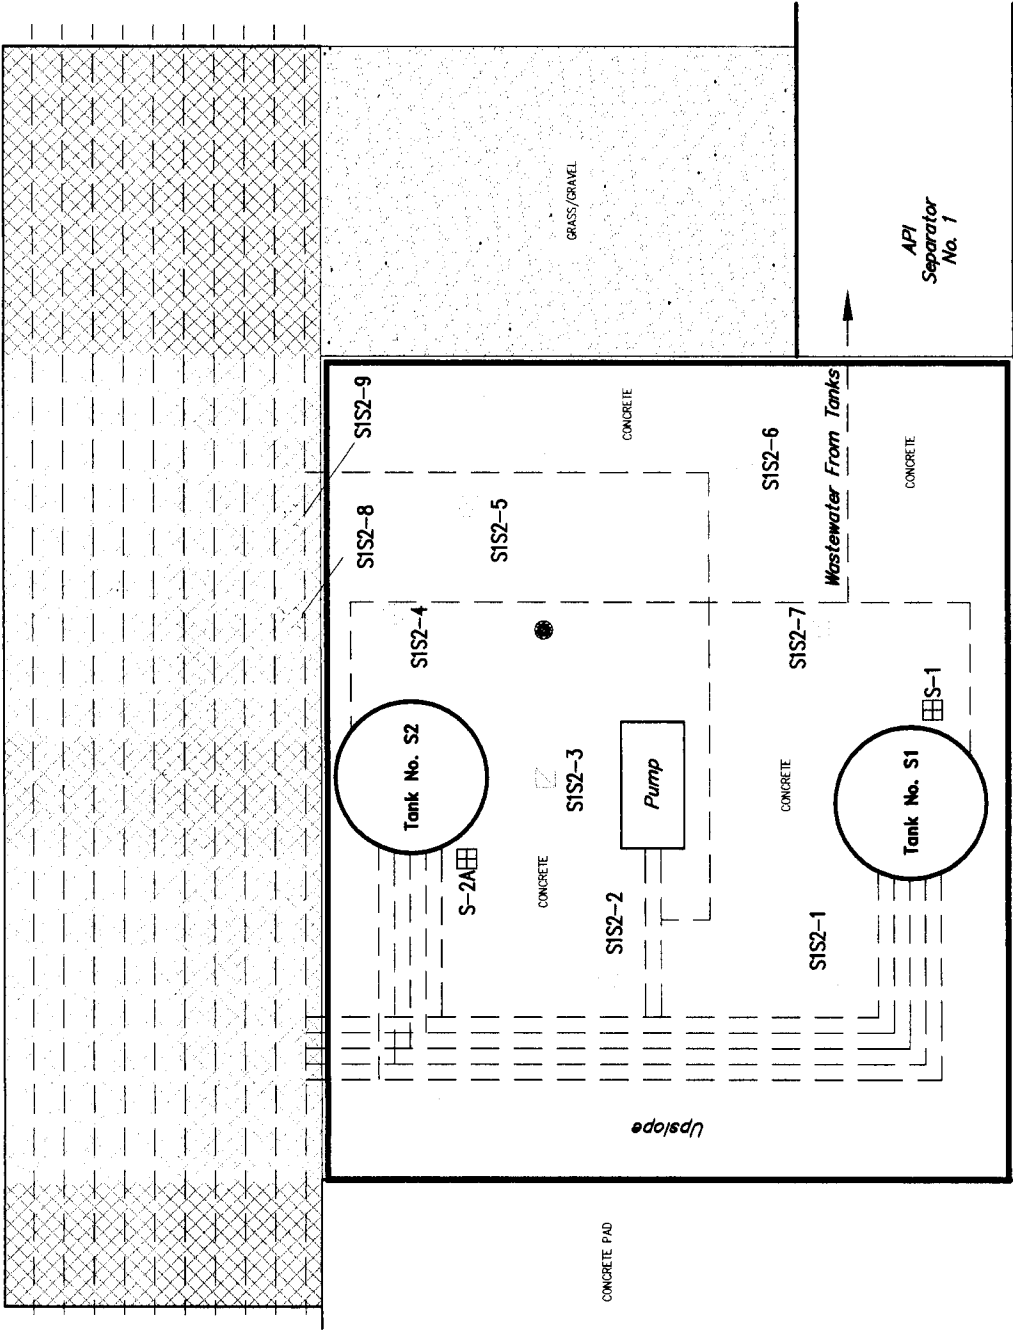 GRASS/GRAVEL
API
Separator
No. 1
S1S2-9
S1S2-8
CONCRETE
S1S2-6
CONCRETE
S1S2-5
Wastewater From Tanks
S1S2-4
S1S2-7
S-1
Tank No. S2
S1S2-3
Pump
CONCRETE
Tank No. S1
S-2A
CONCRETE
S1S2-2
S1S2-1
Upslope
CONCRETE PAD